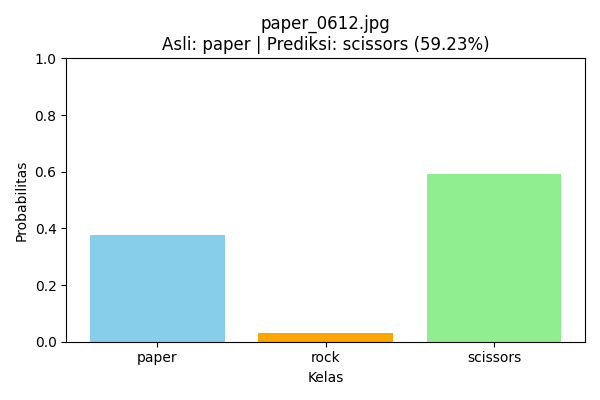 paper_0612.jpg
Asli: paper | Prediksi: scissors (59.23%)
1.0
0.8
0.6
0.4
0.2
0.0
Probabilitas
paper rock scissors
Kelas